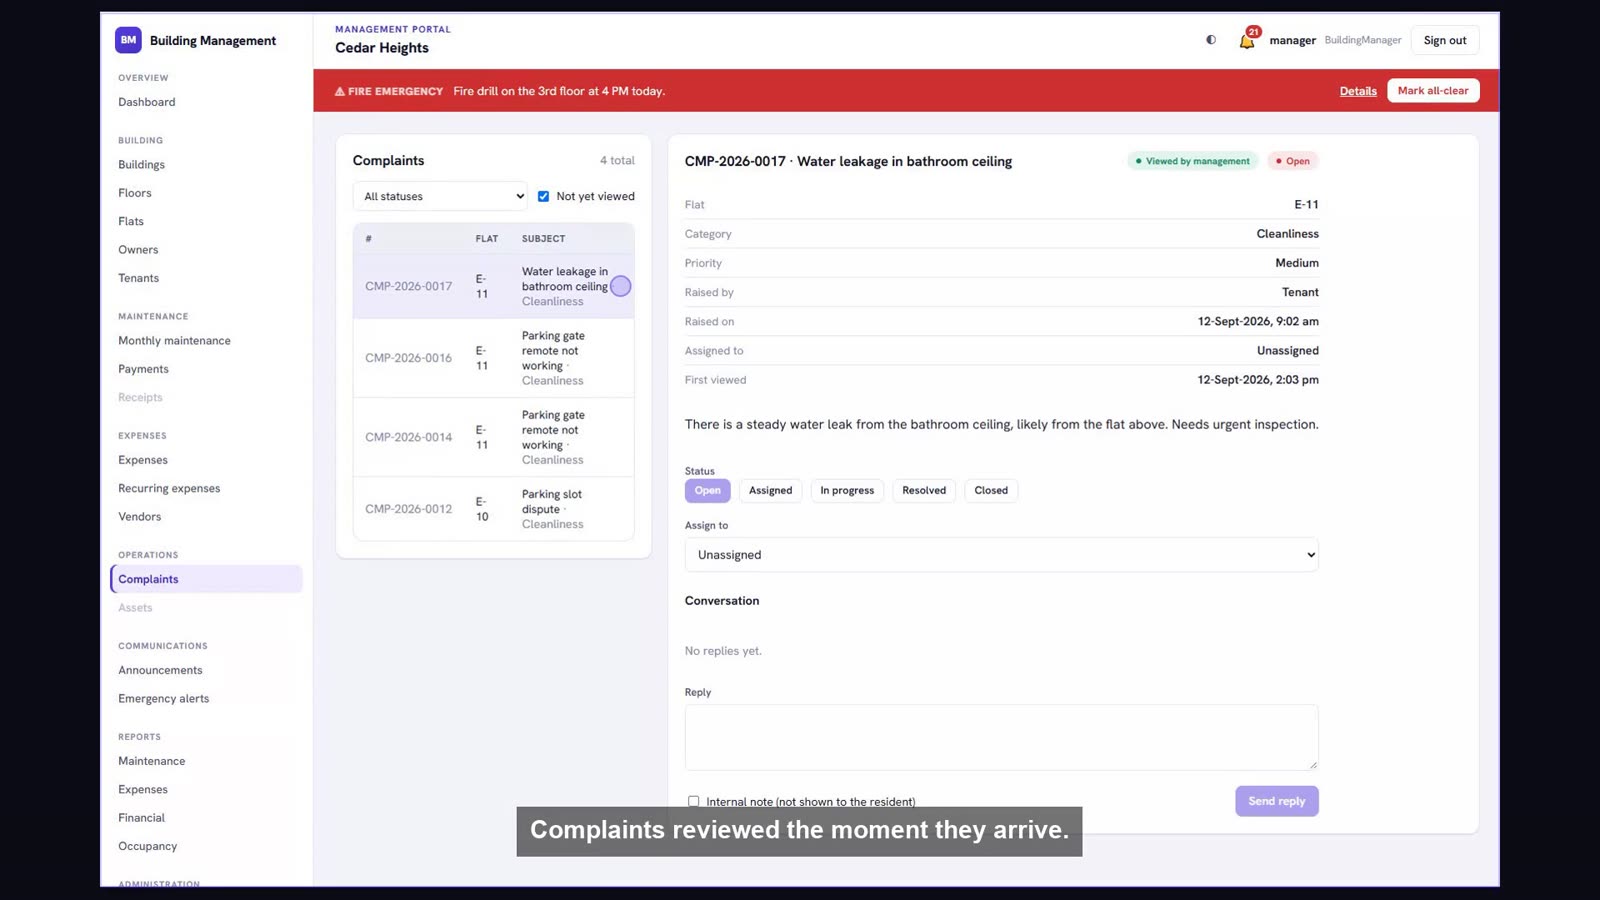 BM Building Management
OVERVIEW
Dashboard
BUILDING
Buildings
Floors
Flats
Owners
Tenants
MAINTENANCE
Monthly maintenance
Payments
Receipts
EXPENSES
Expenses
Recurring expenses
Vendors
OPERATIONS
Complaints
Assets
COMMUNICATIONS
Announcements
Emergency alerts
REPORTS
Maintenance
Expenses
Financial
Occupancy
ADMINISTRATION
MANAGEMENT PORTAL
Cedar Heights
21
manager BuildingManager Sign out
⚠ FIRE EMERGENCY Fire drill on the 3rd floor at 4 PM today. Details Mark all-clear
Complaints 4 total
All statuses Not yet viewed
# FLAT SUBJECT
CMP-2026-0017 E-11 Water leakage in
bathroom ceiling
Cleanliness
CMP-2026-0016 E-11 Parking gate
remote not
working ·
Cleanliness
CMP-2026-0014 E-11 Parking gate
remote not
working ·
Cleanliness
CMP-2026-0012 E-10 Parking slot
dispute ·
Cleanliness
CMP-2026-0017 · Water leakage in bathroom ceiling Viewed by management Open
Flat E-11
Category Cleanliness
Priority Medium
Raised by Tenant
Raised on 12-Sept-2026, 9:02 am
Assigned to Unassigned
First viewed 12-Sept-2026, 2:03 pm
There is a steady water leak from the bathroom ceiling, likely from the flat above. Needs urgent inspection.
Status
Open Assigned In progress Resolved Closed
Assign to
Unassigned
Conversation
No replies yet.
Reply
Internal note (not shown to the resident) Send reply
Complaints reviewed the moment they arrive.